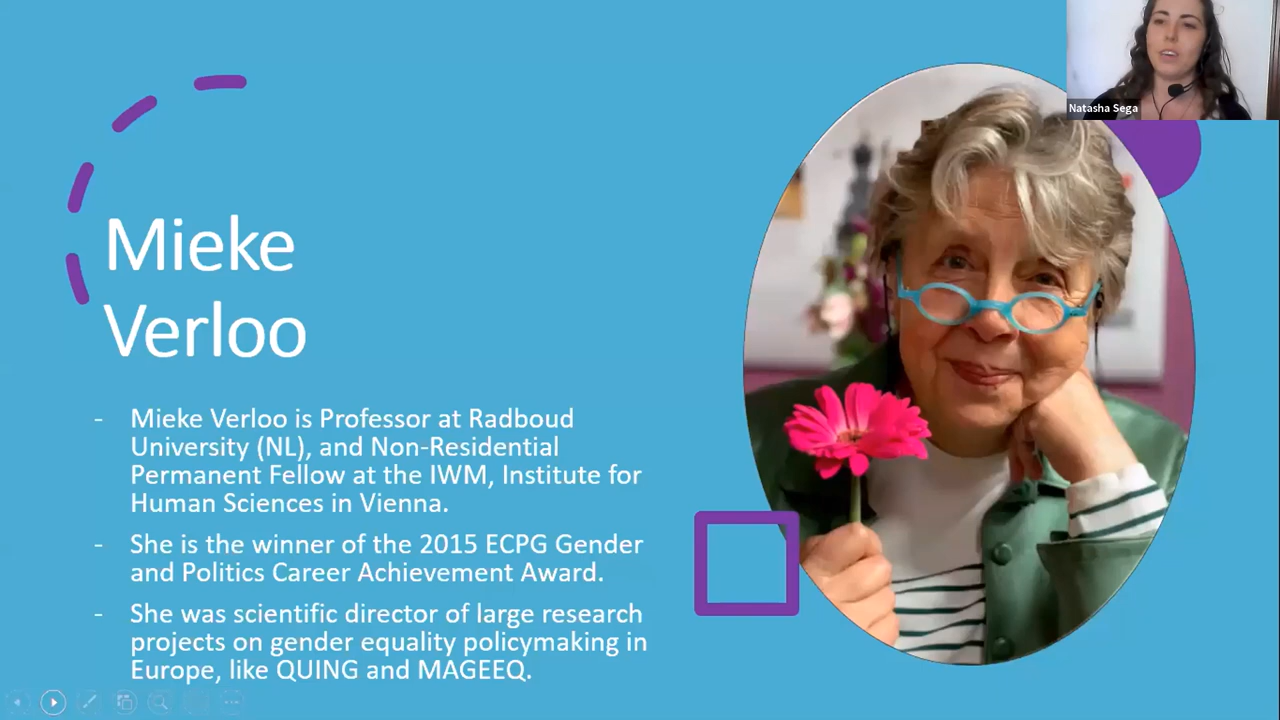 Natasha Sega
Mieke
Verloo
- Mieke Verloo is Professor at Radboud
University (NL), and Non-Residential
Permanent Fellow at the IWM, Institute for
Human Sciences in Vienna.
- She is the winner of the 2015 ECPG Gender
and Politics Career Achievement Award.
- She was scientific director of large research
projects on gender equality policymaking in
Europe, like QUING and MAGEEQ.